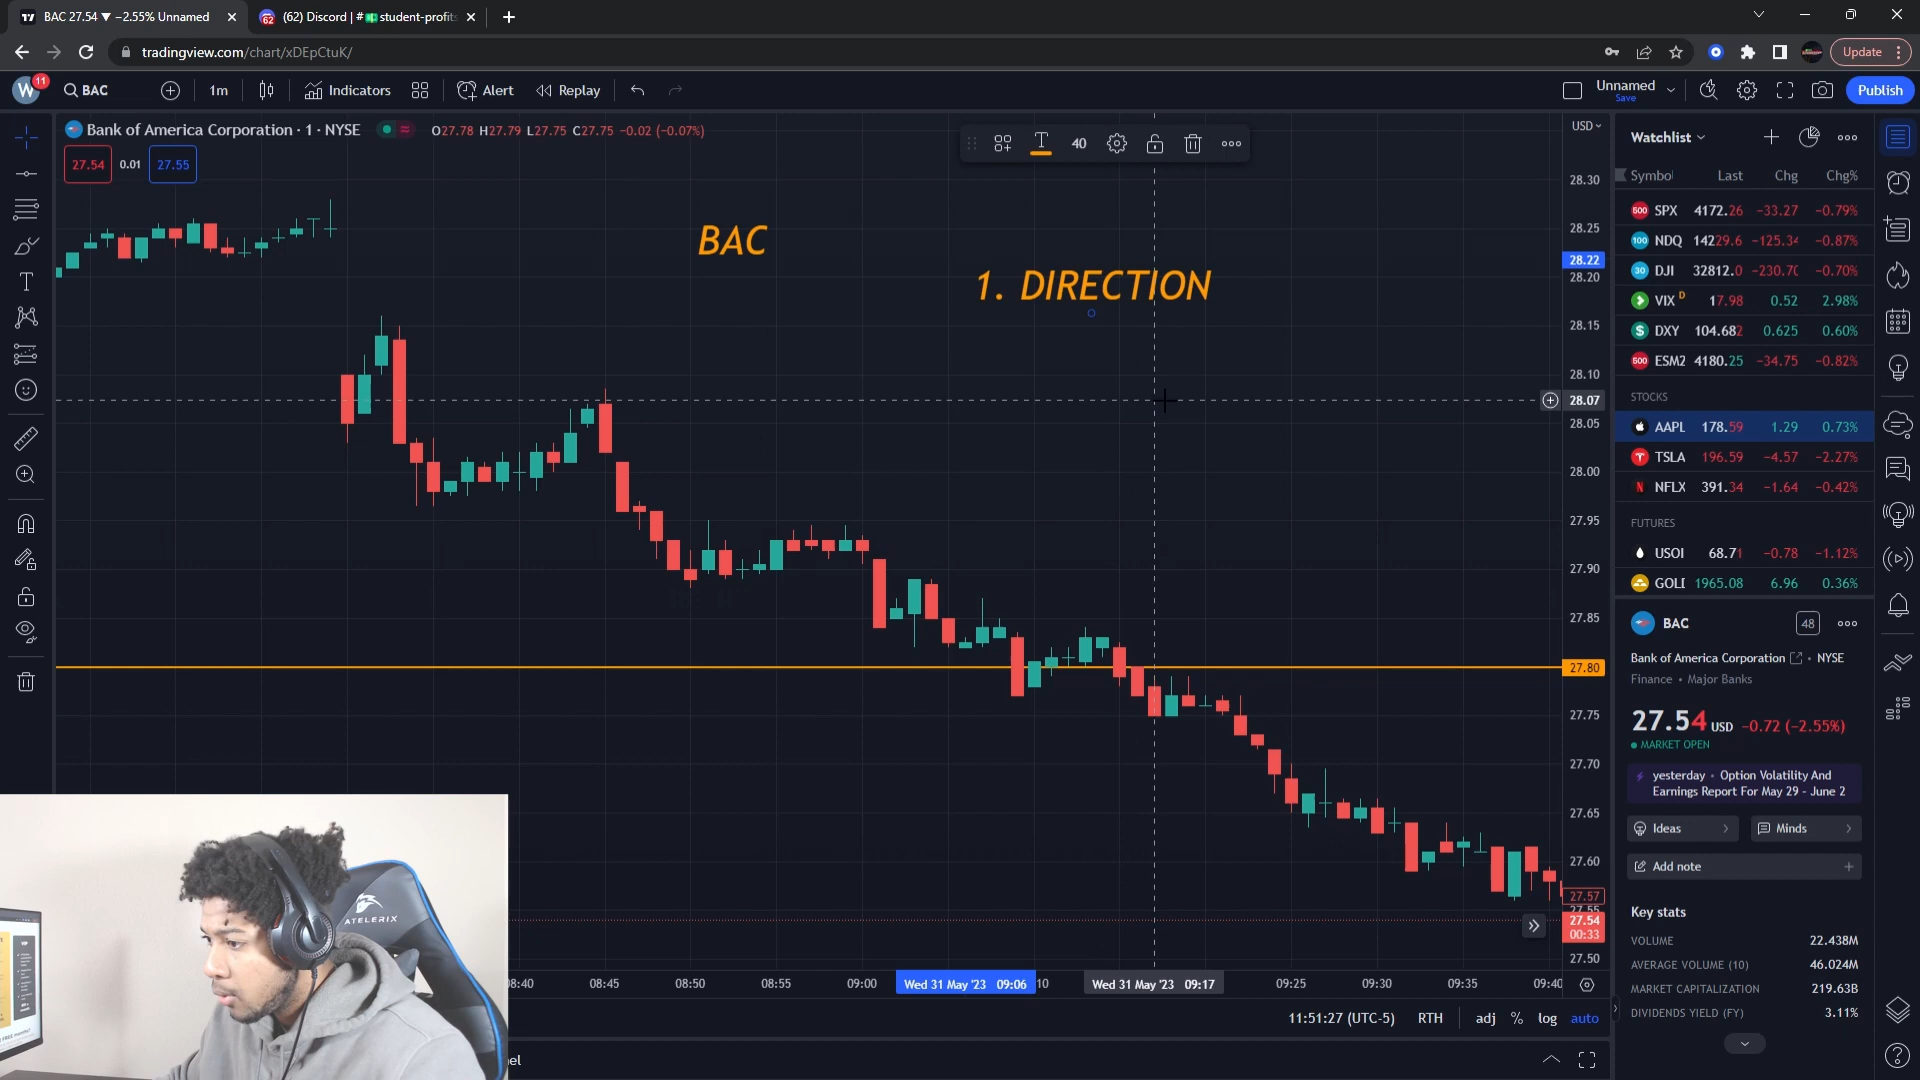 BAC 27.54 ▼ −2.55% Unnamed
(62) Discord | # student-profits
tradingview.com/chart/xDEpCtuK/
Update
11
W
BAC
1m
Indicators
Alert
Replay
Unnamed
Save
Publish
Bank of America Corporation · 1 · NYSE
O27.78 H27.79 L27.75 C27.75 −0.02 (−0.07%)
27.54 0.01 27.55
40
BAC
1. DIRECTION
USD
28.30
28.25
28.22
28.20
28.15
28.10
28.07
28.05
28.00
27.95
27.90
27.85
27.80
27.75
27.70
27.65
27.60
27.57
27.55
27.54
00:33
27.50
8:40 08:45 08:50 08:55 09:00 Wed 31 May '23 09:06 10 Wed 31 May '23 09:17 09:25 09:30 09:35 09:40
11:51:27 (UTC-5) RTH adj % log auto
el
Watchlist
Symbol Last Chg Chg%
SPX 4172.26 −33.27 −0.79%
NDQ 14229.6 −125.34 −0.87%
DJI 32812.0 −230.70 −0.70%
VIX D 17.98 0.52 2.98%
DXY 104.682 0.625 0.60%
ESM2 4180.25 −34.75 −0.82%
STOCKS
AAPL 178.59 1.29 0.73%
TSLA 196.59 −4.57 −2.27%
NFLX 391.34 −1.64 −0.42%
FUTURES
USOI 68.71 −0.78 −1.12%
GOLD 1965.08 6.96 0.36%
BAC 48
Bank of America Corporation · NYSE
Finance • Major Banks
27.54 USD −0.72 (−2.55%)
MARKET OPEN
yesterday • Option Volatility And
Earnings Report For May 29 - June 2
Ideas
Minds
Add note
Key stats
VOLUME 22.438M
AVERAGE VOLUME (10) 46.024M
MARKET CAPITALIZATION 219.63B
DIVIDENDS YIELD (FY) 3.11%
ATELERIX